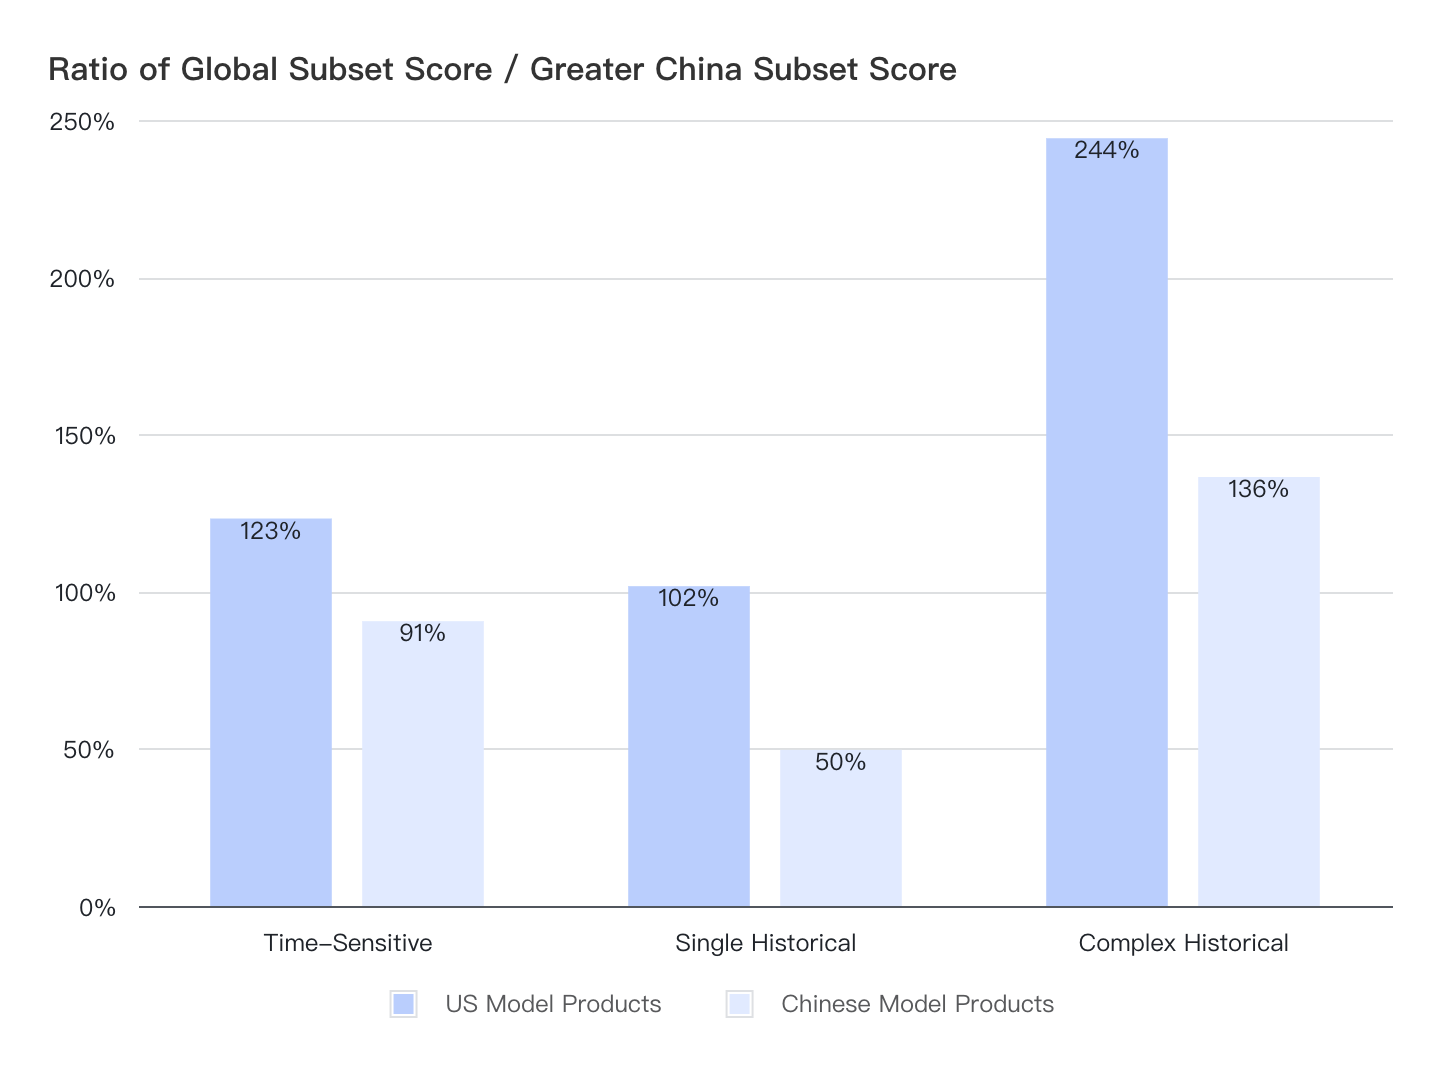 Ratio of Global Subset Score / Greater China Subset Score
250%
200%
150%
100%
50%
0%
123%
91%
102%
50%
244%
136%
Time-Sensitive
Single Historical
Complex Historical
US Model Products
Chinese Model Products